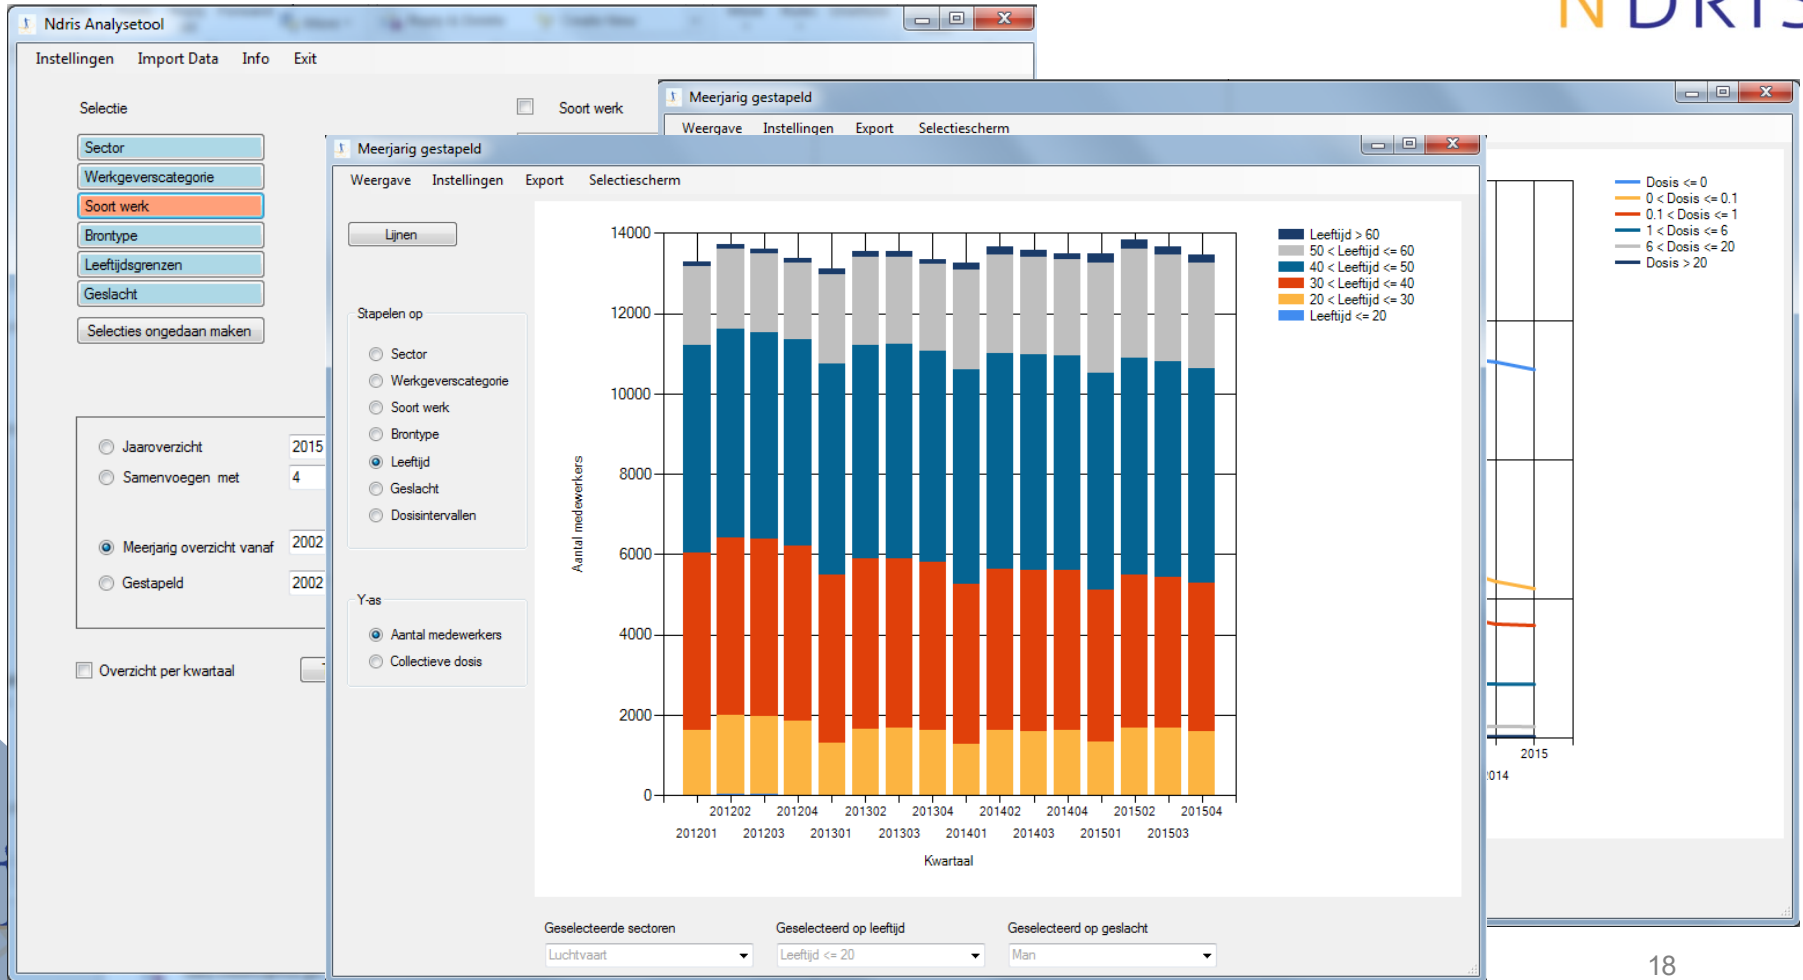 NDRIS
Ndris Analysetool
Instellingen Import Data Info Exit
Selectie
Sector
Werkgeverscategorie
Soort werk
Brontype
Leeftijdsgrenzen
Geslacht
Selecties ongedaan maken
Soort werk
Jaaroverzicht 2015
Samenvoegen met 4
Meerjarig overzicht vanaf 2002
Gestapeld 2002
Overzicht per kwartaal
Meerjarig gestapeld
Weergave Instellingen Export Selectiescherm
Dosis <= 0
0 < Dosis <= 0.1
0.1 < Dosis <= 1
1 < Dosis <= 6
6 < Dosis <= 20
Dosis > 20
2015
014
Meerjarig gestapeld
Weergave Instellingen Export Selectiescherm
Lijnen
Stapelen op
Sector
Werkgeverscategorie
Soort werk
Brontype
Leeftijd
Geslacht
Dosisintervallen
Y-as
Aantal medewerkers
Collectieve dosis
Aantal medewerkers
14000
12000
10000
8000
6000
4000
2000
0
201202 201204 201302 201304 201402 201404 201502 201504
201201 201203 201301 201303 201401 201403 201501 201503
Kwartaal
Leeftijd > 60
50 < Leeftijd <= 60
40 < Leeftijd <= 50
30 < Leeftijd <= 40
20 < Leeftijd <= 30
Leeftijd <= 20
Geselecteerde sectoren Geselecteerd op leeftijd Geselecteerd op geslacht
Luchtvaart Leeftijd <= 20 Man
18